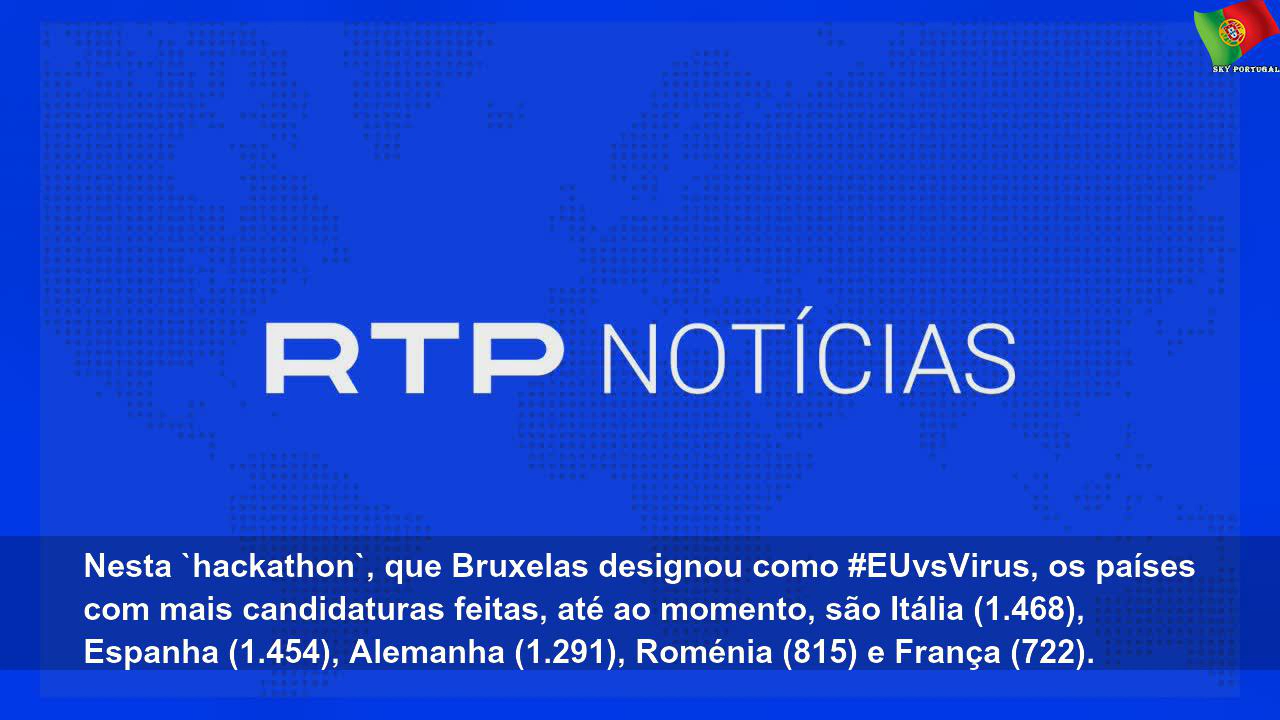 SKY PORTUGAL
RTP NOTÍCIAS
Nesta `hackathon`, que Bruxelas designou como #EUvsVirus, os países
com mais candidaturas feitas, até ao momento, são Itália (1.468),
Espanha (1.454), Alemanha (1.291), Roménia (815) e França (722).